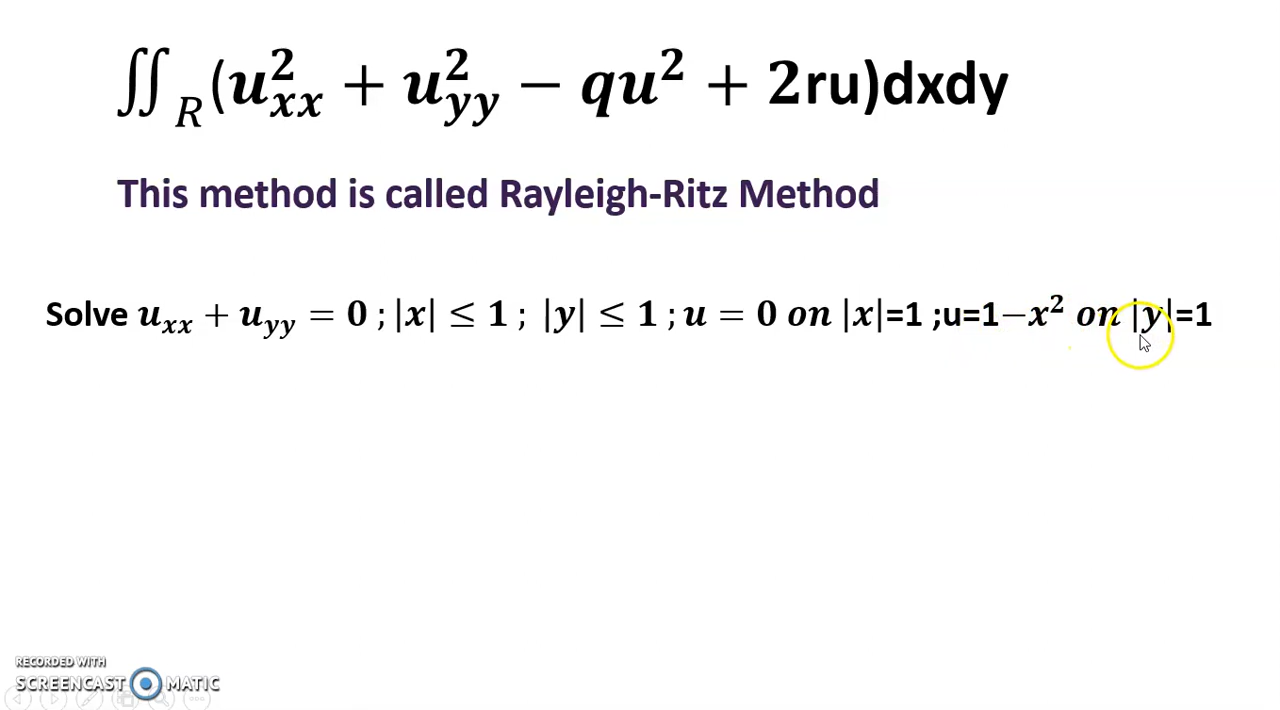 ∬_R (u²ₓₓ + u²_yy − qu² + 2ru)dxdy
This method is called Rayleigh-Ritz Method
Solve uₓₓ + u_yy = 0 ; |x| ≤ 1 ; |y| ≤ 1 ; u = 0 on |x|=1 ;u=1−x² on |y|=1
RECORDED WITH
SCREENCAST MATIC